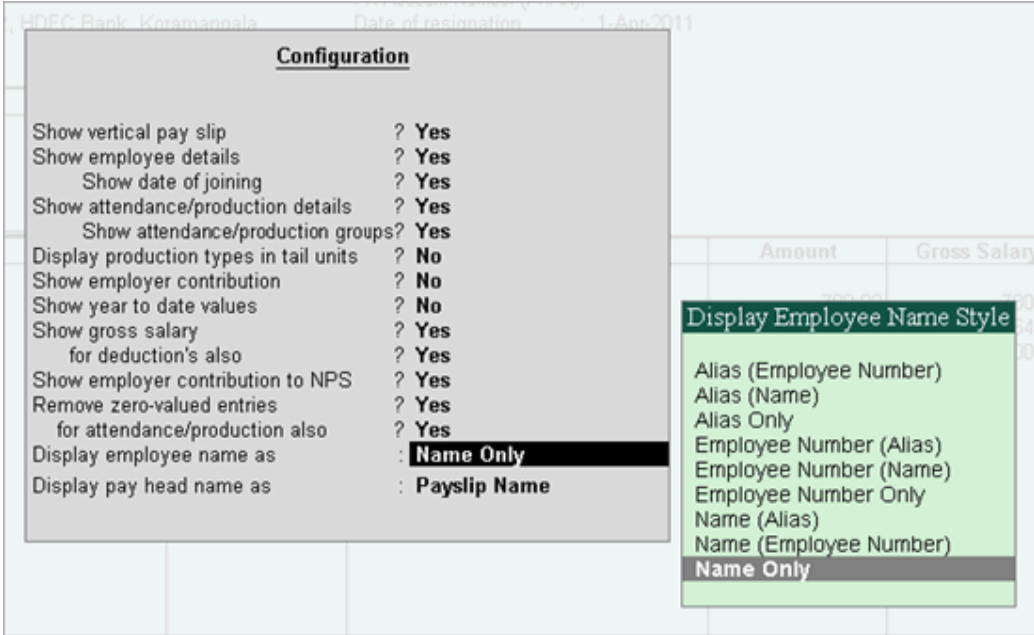 HDFC Bank, Koramangala Date of resignation : 1-Apr-2011
Configuration
Show vertical pay slip ? Yes
Show employee details ? Yes
Show date of joining ? Yes
Show attendance/production details ? Yes
Show attendance/production groups? Yes
Display production types in tail units ? No
Show employer contribution ? No
Show year to date values ? No
Show gross salary ? Yes
for deduction's also ? Yes
Show employer contribution to NPS ? Yes
Remove zero-valued entries ? Yes
for attendance/production also ? Yes
Display employee name as : Name Only
Display pay head name as : Payslip Name
Amount Gross Salary
Display Employee Name Style
Alias (Employee Number)
Alias (Name)
Alias Only
Employee Number (Alias)
Employee Number (Name)
Employee Number Only
Name (Alias)
Name (Employee Number)
Name Only